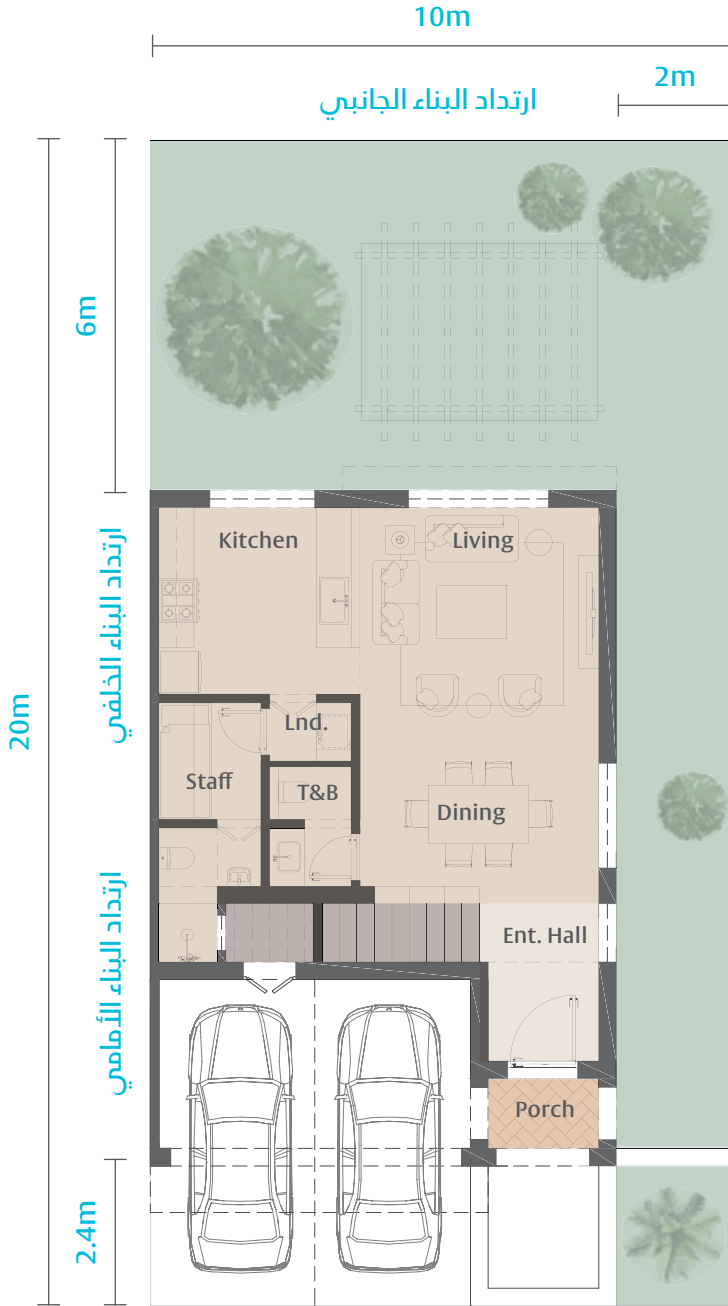 10m
2m
ارتداد البناء الجانبي
6m
ارتداد البناء الخلفي
20m
ارتداد البناء الأمامي
2.4m
Kitchen
Living
Lnd.
Staff
T&B
Dining
Ent. Hall
Porch